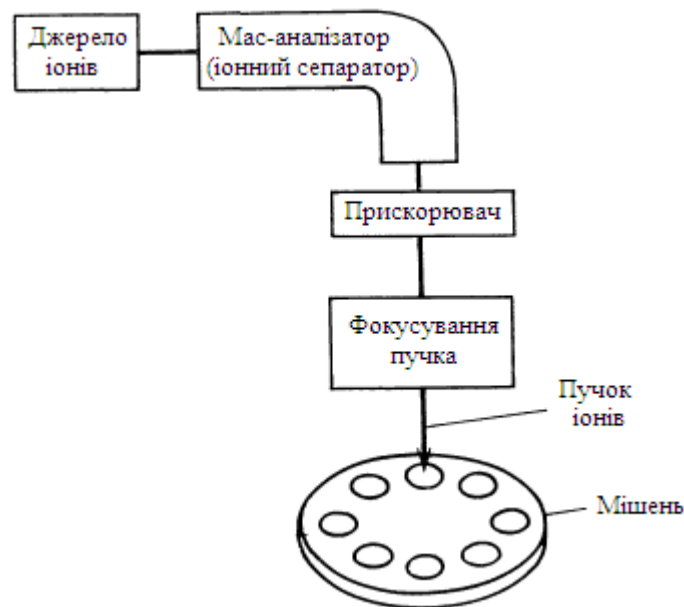 Джерело
іонів
Мас-аналізатор
(іонний сепаратор)
Прискорювач
Фокусування
пучка
Пучок
іонів
Мішень